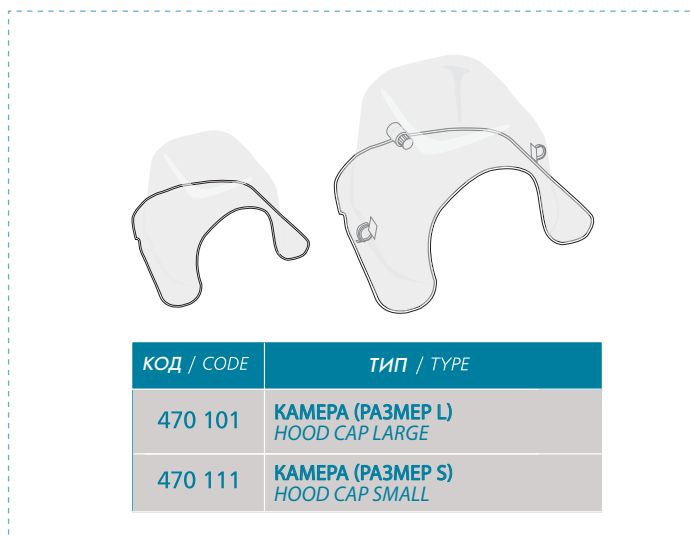 КОД / CODE
ТИП / TYPE
470 101
КАМЕРА (РАЗМЕР L)
HOOD CAP LARGE
470 111
КАМЕРА (РАЗМЕР S)
HOOD CAP SMALL